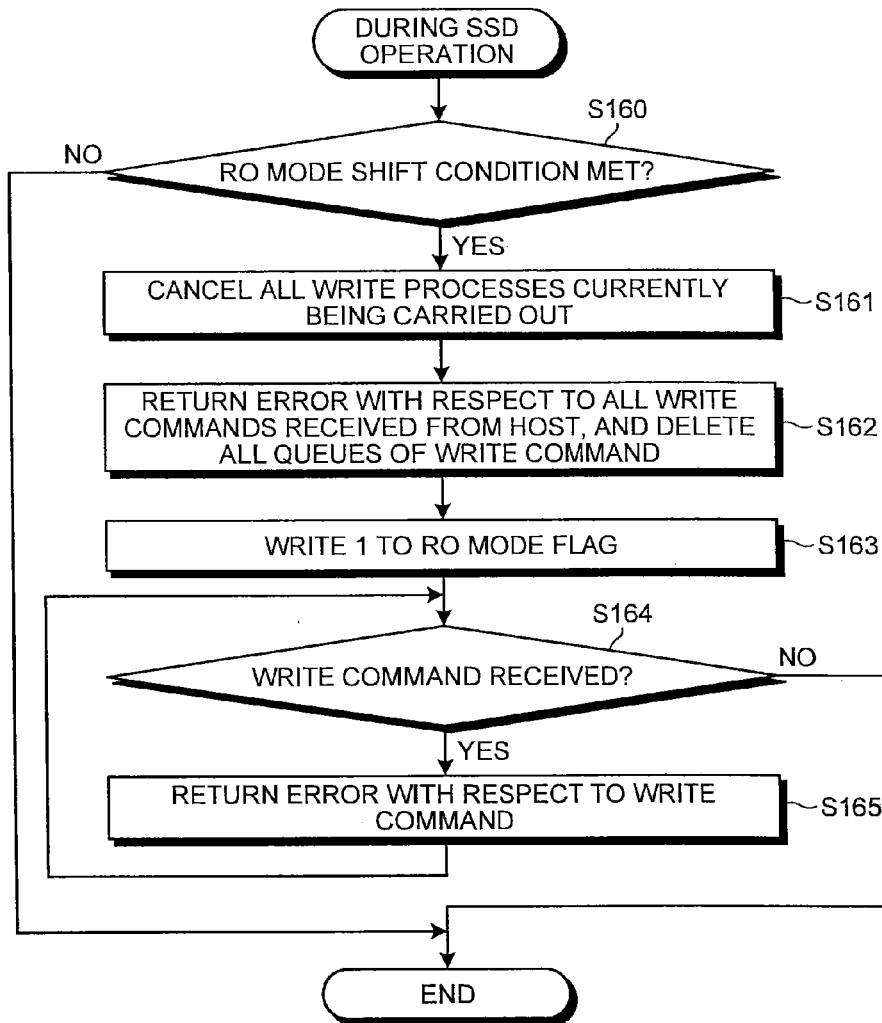 DURING SSD
OPERATION
S160
NO
RO MODE SHIFT CONDITION MET?
YES
CANCEL ALL WRITE PROCESSES CURRENTLY
BEING CARRIED OUT
S161
RETURN ERROR WITH RESPECT TO ALL WRITE
COMMANDS RECEIVED FROM HOST, AND DELETE
ALL QUEUES OF WRITE COMMAND
S162
WRITE 1 TO RO MODE FLAG
S163
S164
WRITE COMMAND RECEIVED?
NO
YES
RETURN ERROR WITH RESPECT TO WRITE
COMMAND
S165
END